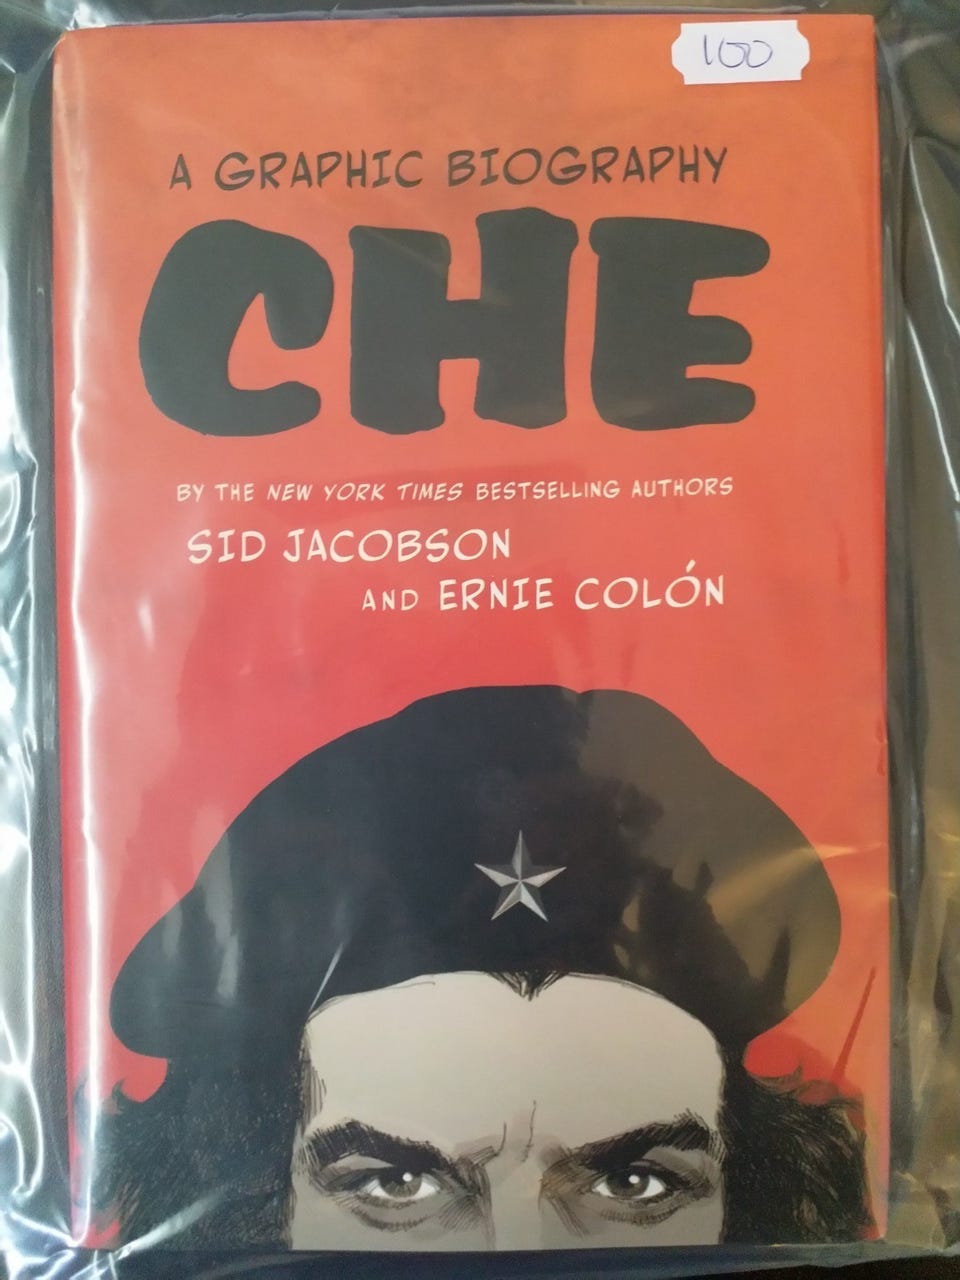 100
A GRAPHIC BIOGRAPHY
CHE
BY THE NEW YORK TIMES BESTSELLING AUTHORS
SID JACOBSON
AND ERNIE COLÓN